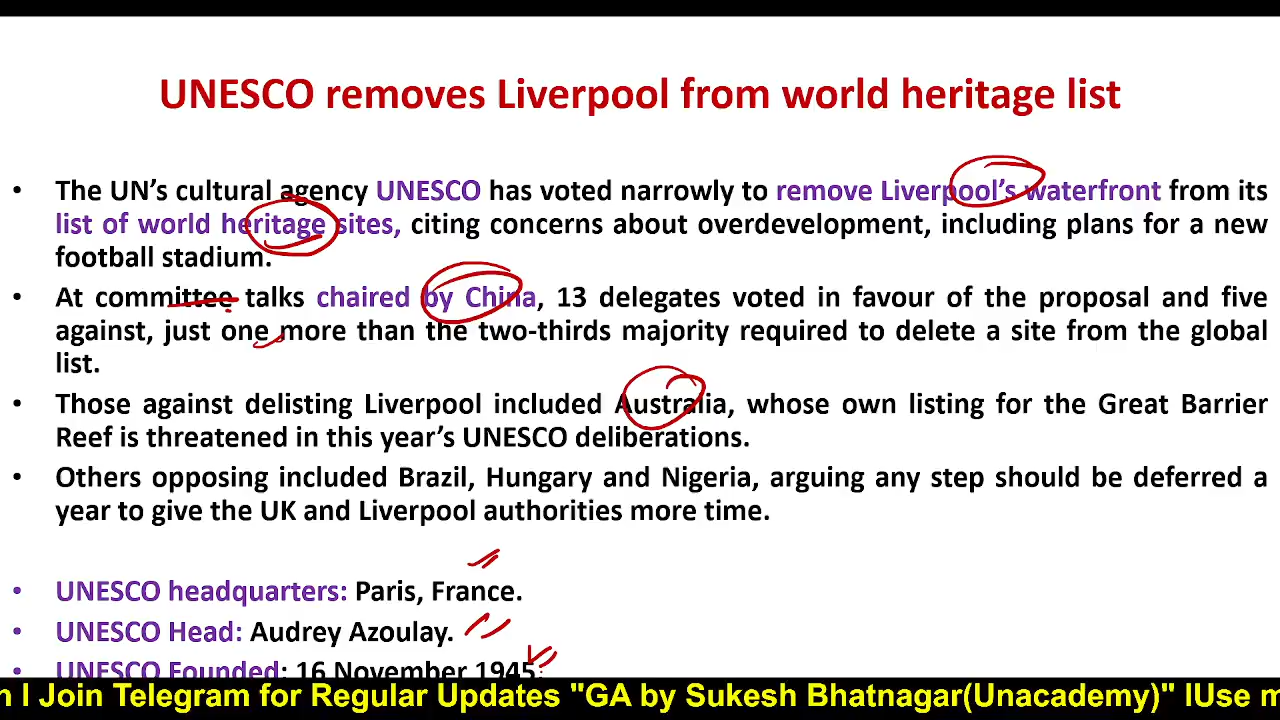 UNESCO removes Liverpool from world heritage list
• The UN's cultural agency UNESCO has voted narrowly to remove Liverpool's waterfront from its
list of world heritage sites, citing concerns about overdevelopment, including plans for a new
football stadium.
• At committee talks chaired by China, 13 delegates voted in favour of the proposal and five
against, just one more than the two-thirds majority required to delete a site from the global
list.
• Those against delisting Liverpool included Australia, whose own listing for the Great Barrier
Reef is threatened in this year's UNESCO deliberations.
• Others opposing included Brazil, Hungary and Nigeria, arguing any step should be deferred a
year to give the UK and Liverpool authorities more time.
• UNESCO headquarters: Paris, France.
• UNESCO Head: Audrey Azoulay.
• UNESCO Founded: 16 November 1945.
n I Join Telegram for Regular Updates "GA by Sukesh Bhatnagar(Unacademy)" IUse m